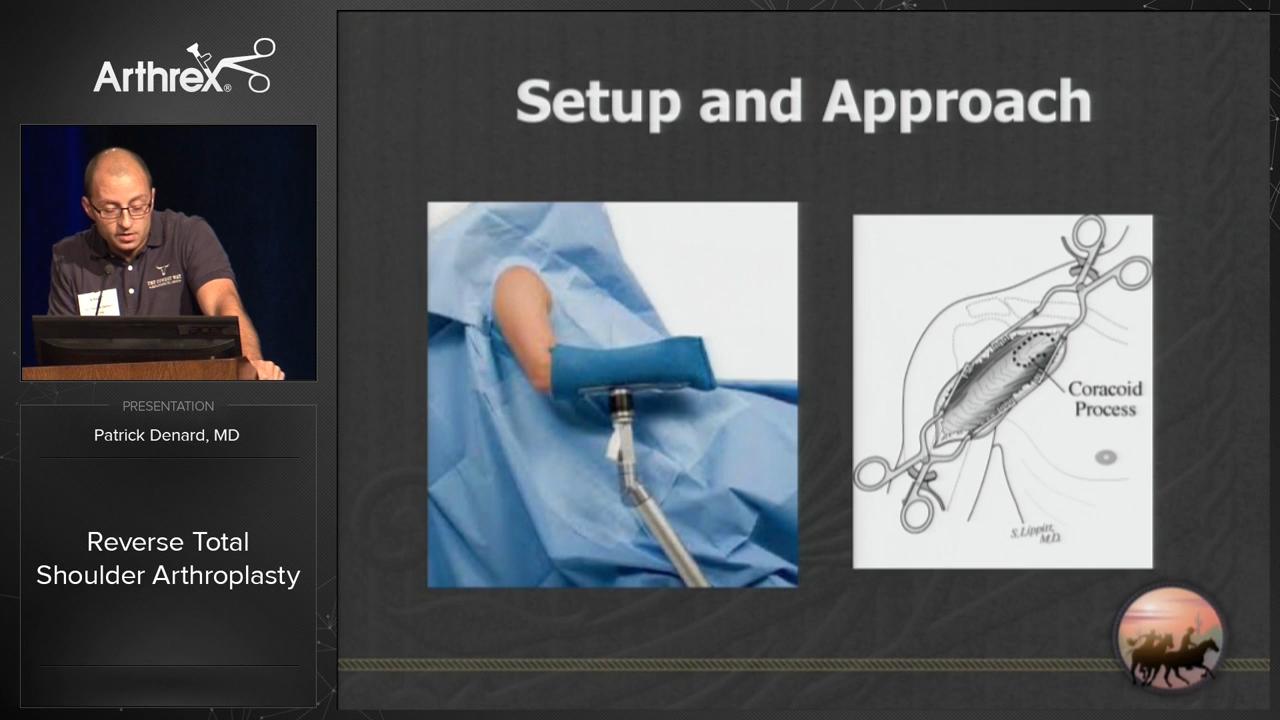 Arthrex®
Setup and Approach
Coracoid
Process
S. Lippitt,
M.D.
PRESENTATION
Patrick Denard, MD
Reverse Total
Shoulder Arthroplasty